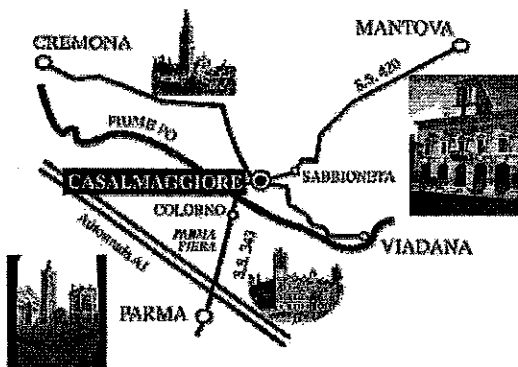 CREMONA
MANTOVA
S.S. 420
FIUME PO
CASALMAGGIORE
SABBIONETA
COLORNO
PARMA
FIERA
S.S. 343
VIADANA
Autostrada A1
PARMA